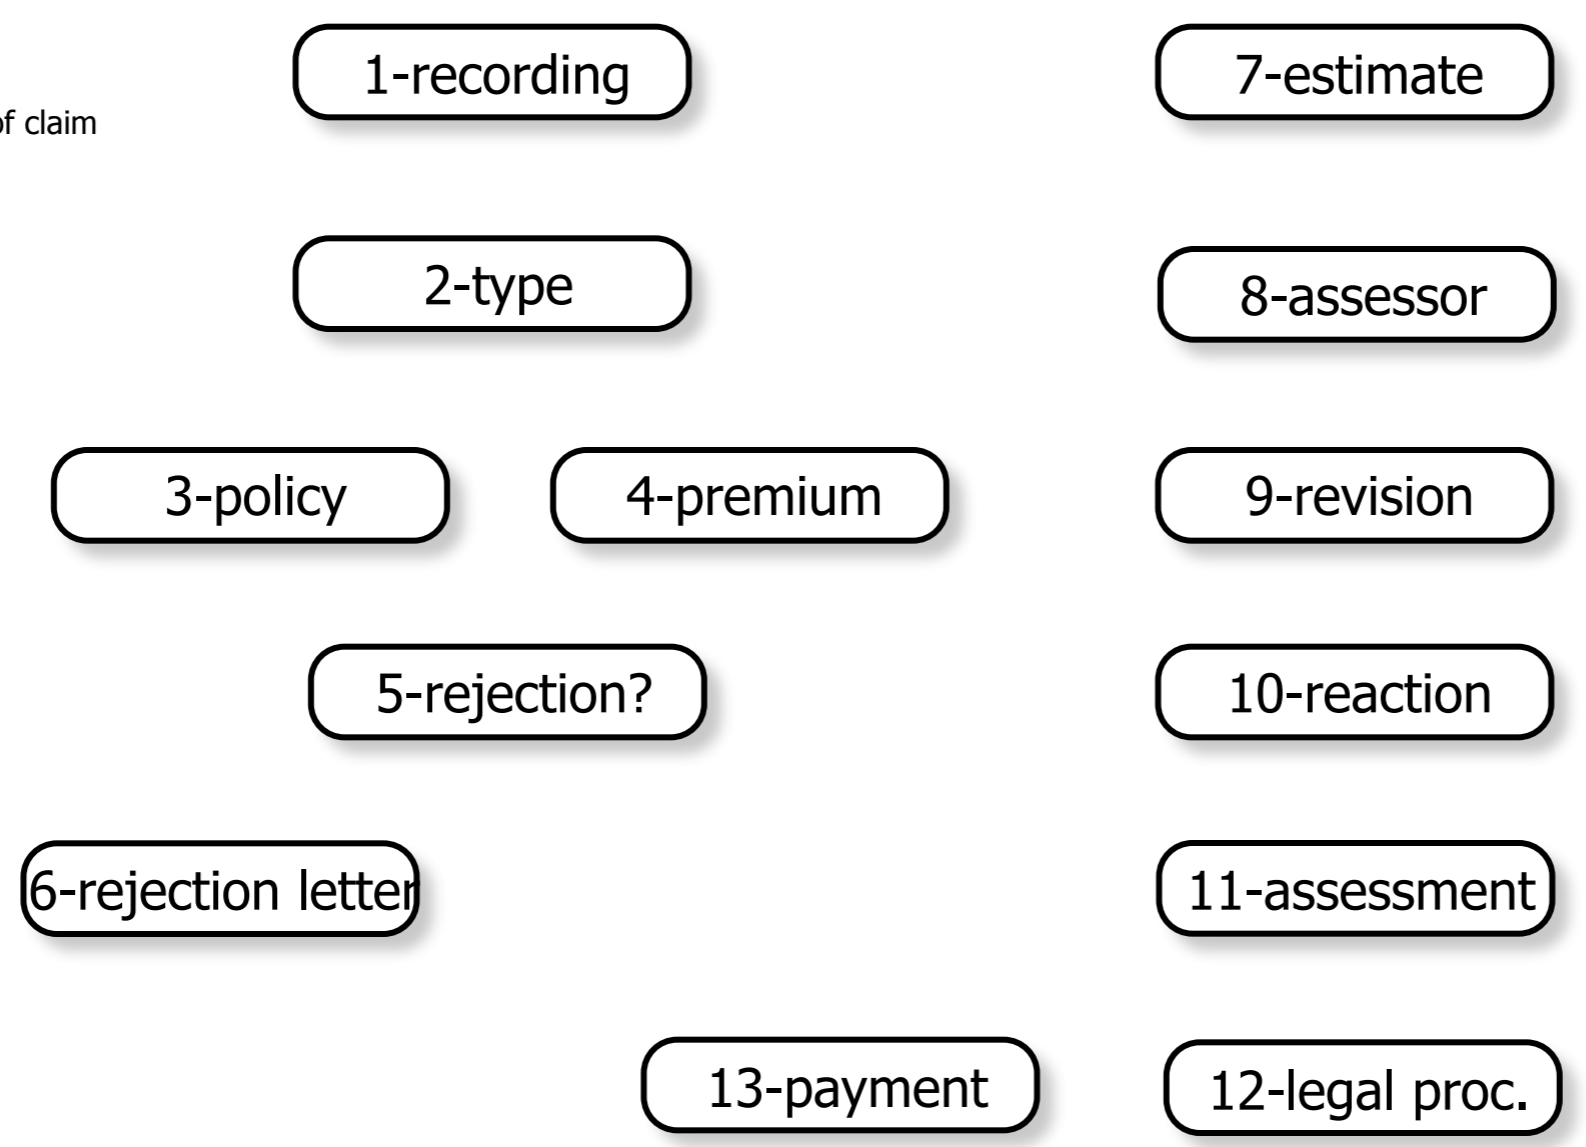 1-recording
of claim
2-type
3-policy
4-premium
5-rejection?
6-rejection letter
7-estimate
8-assessor
9-revision
10-reaction
11-assessment
12-legal proc.
13-payment